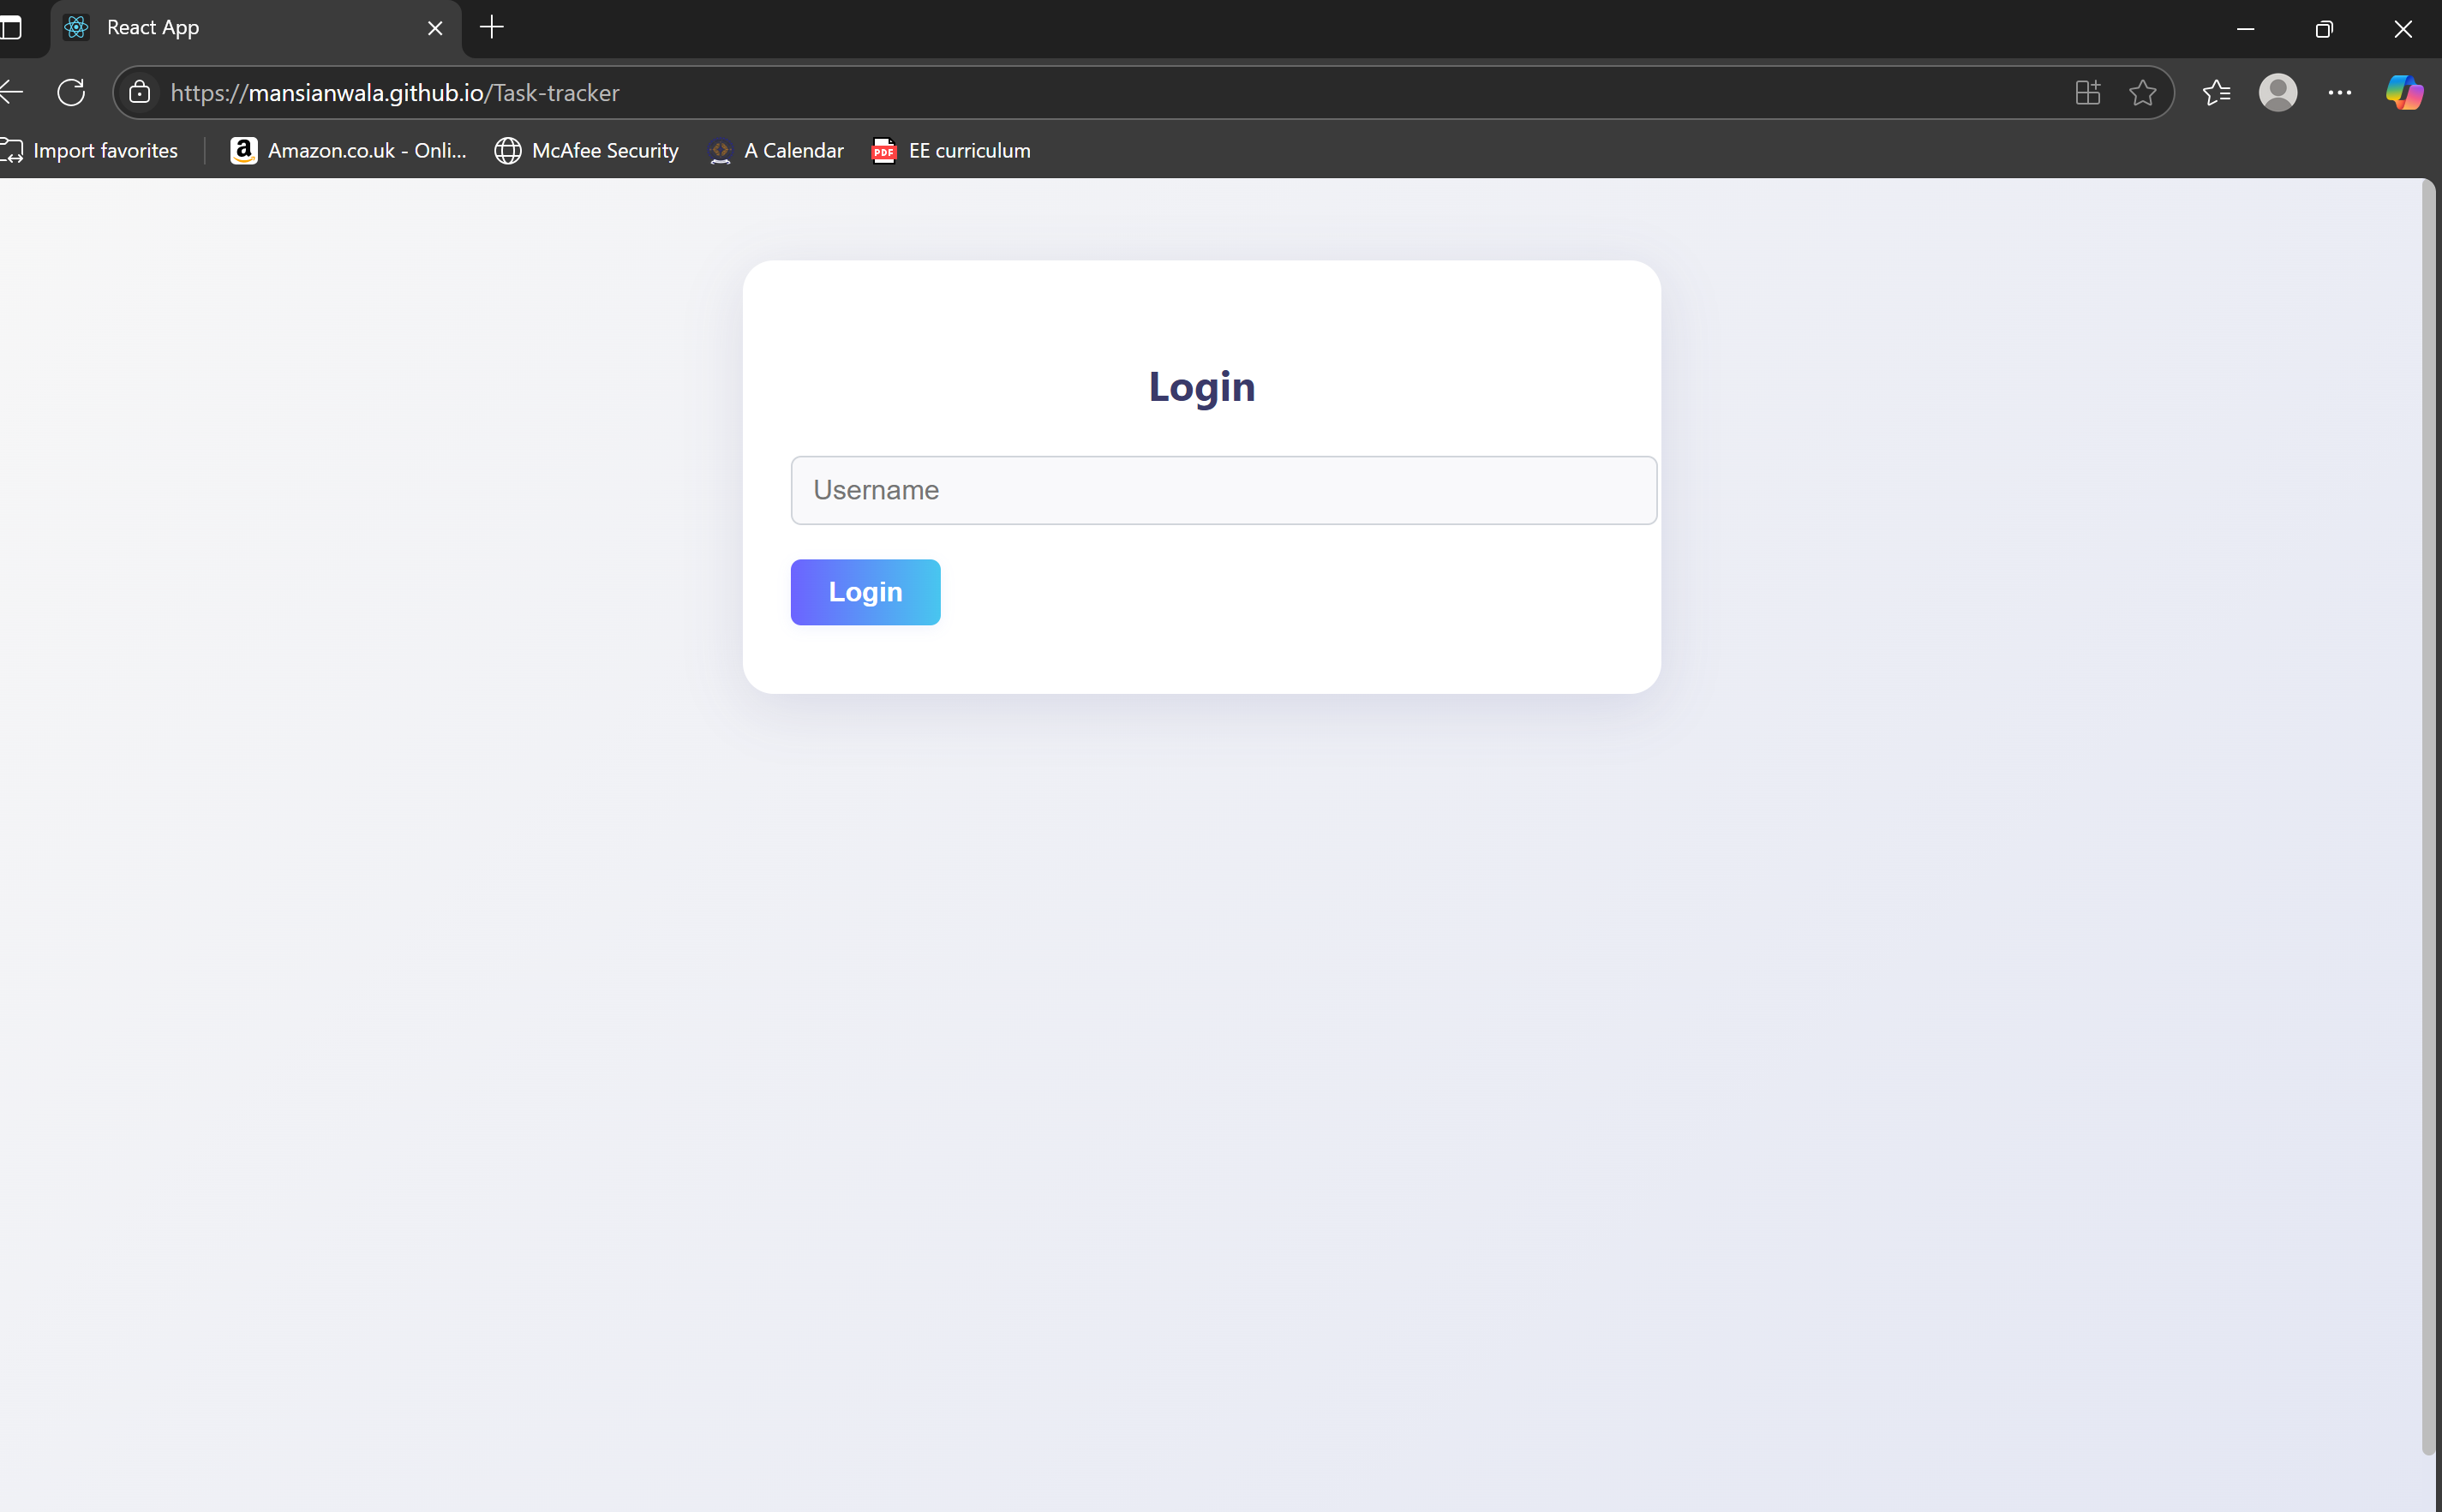 React App
https://mansianwala.github.io/Task-tracker
Import favorites
Amazon.co.uk - Onli...
McAfee Security
A Calendar
PDF
EE curriculum
Login
Username
Login